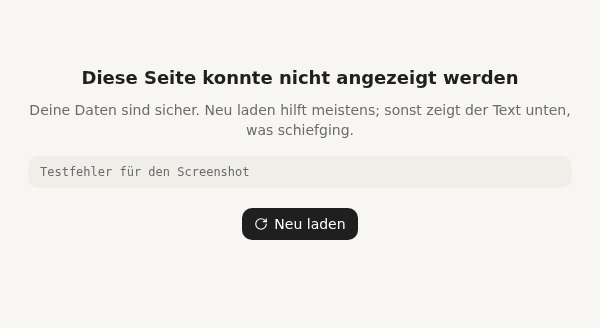 Diese Seite konnte nicht angezeigt werden
Deine Daten sind sicher. Neu laden hilft meistens; sonst zeigt der Text unten,
was schiefging.
Testfehler für den Screenshot
Neu laden